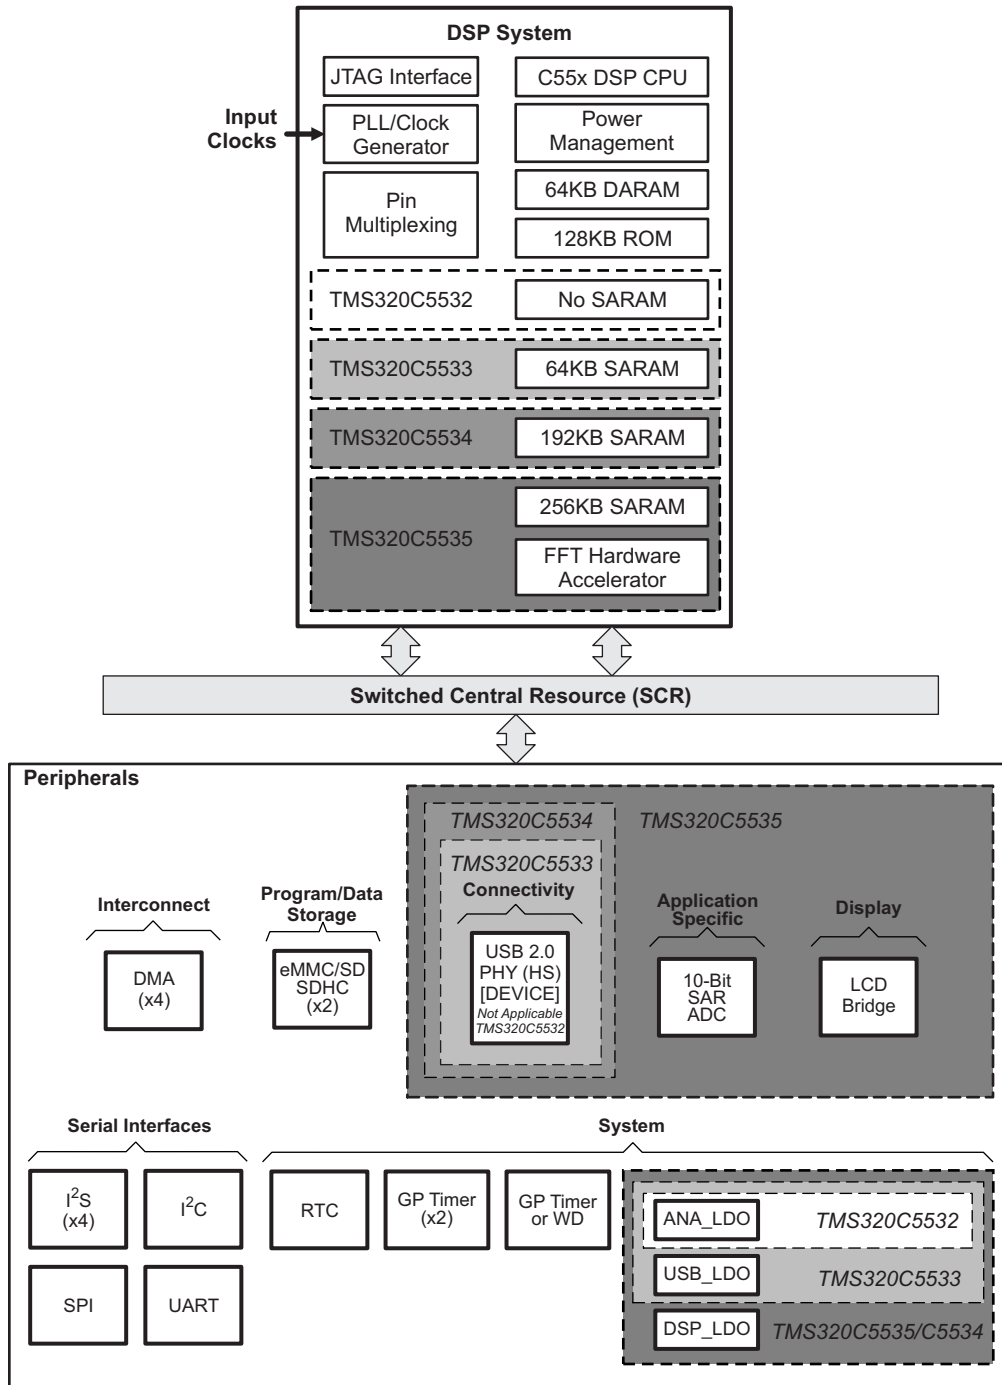 DSP System
JTAG Interface
C55x DSP CPU
Input
Clocks
PLL/Clock
Generator
Power
Management
Pin
Multiplexing
64KB DARAM
128KB ROM
TMS320C5532
No SARAM
TMS320C5533
64KB SARAM
TMS320C5534
192KB SARAM
TMS320C5535
256KB SARAM
FFT Hardware
Accelerator
Switched Central Resource (SCR)
Peripherals
TMS320C5534
TMS320C5535
TMS320C5533
Interconnect
DMA
(x4)
Program/Data
Storage
eMMC/SD
SDHC
(x2)
Connectivity
USB 2.0
PHY (HS)
[DEVICE]
Not Applicable
TMS320C5532
Application
Specific
10-Bit
SAR
ADC
Display
LCD
Bridge
Serial Interfaces
I²S
(x4)
I²C
SPI
UART
System
RTC
GP Timer
(x2)
GP Timer
or WD
ANA_LDO
TMS320C5532
USB_LDO
TMS320C5533
DSP_LDO
TMS320C5535/C5534